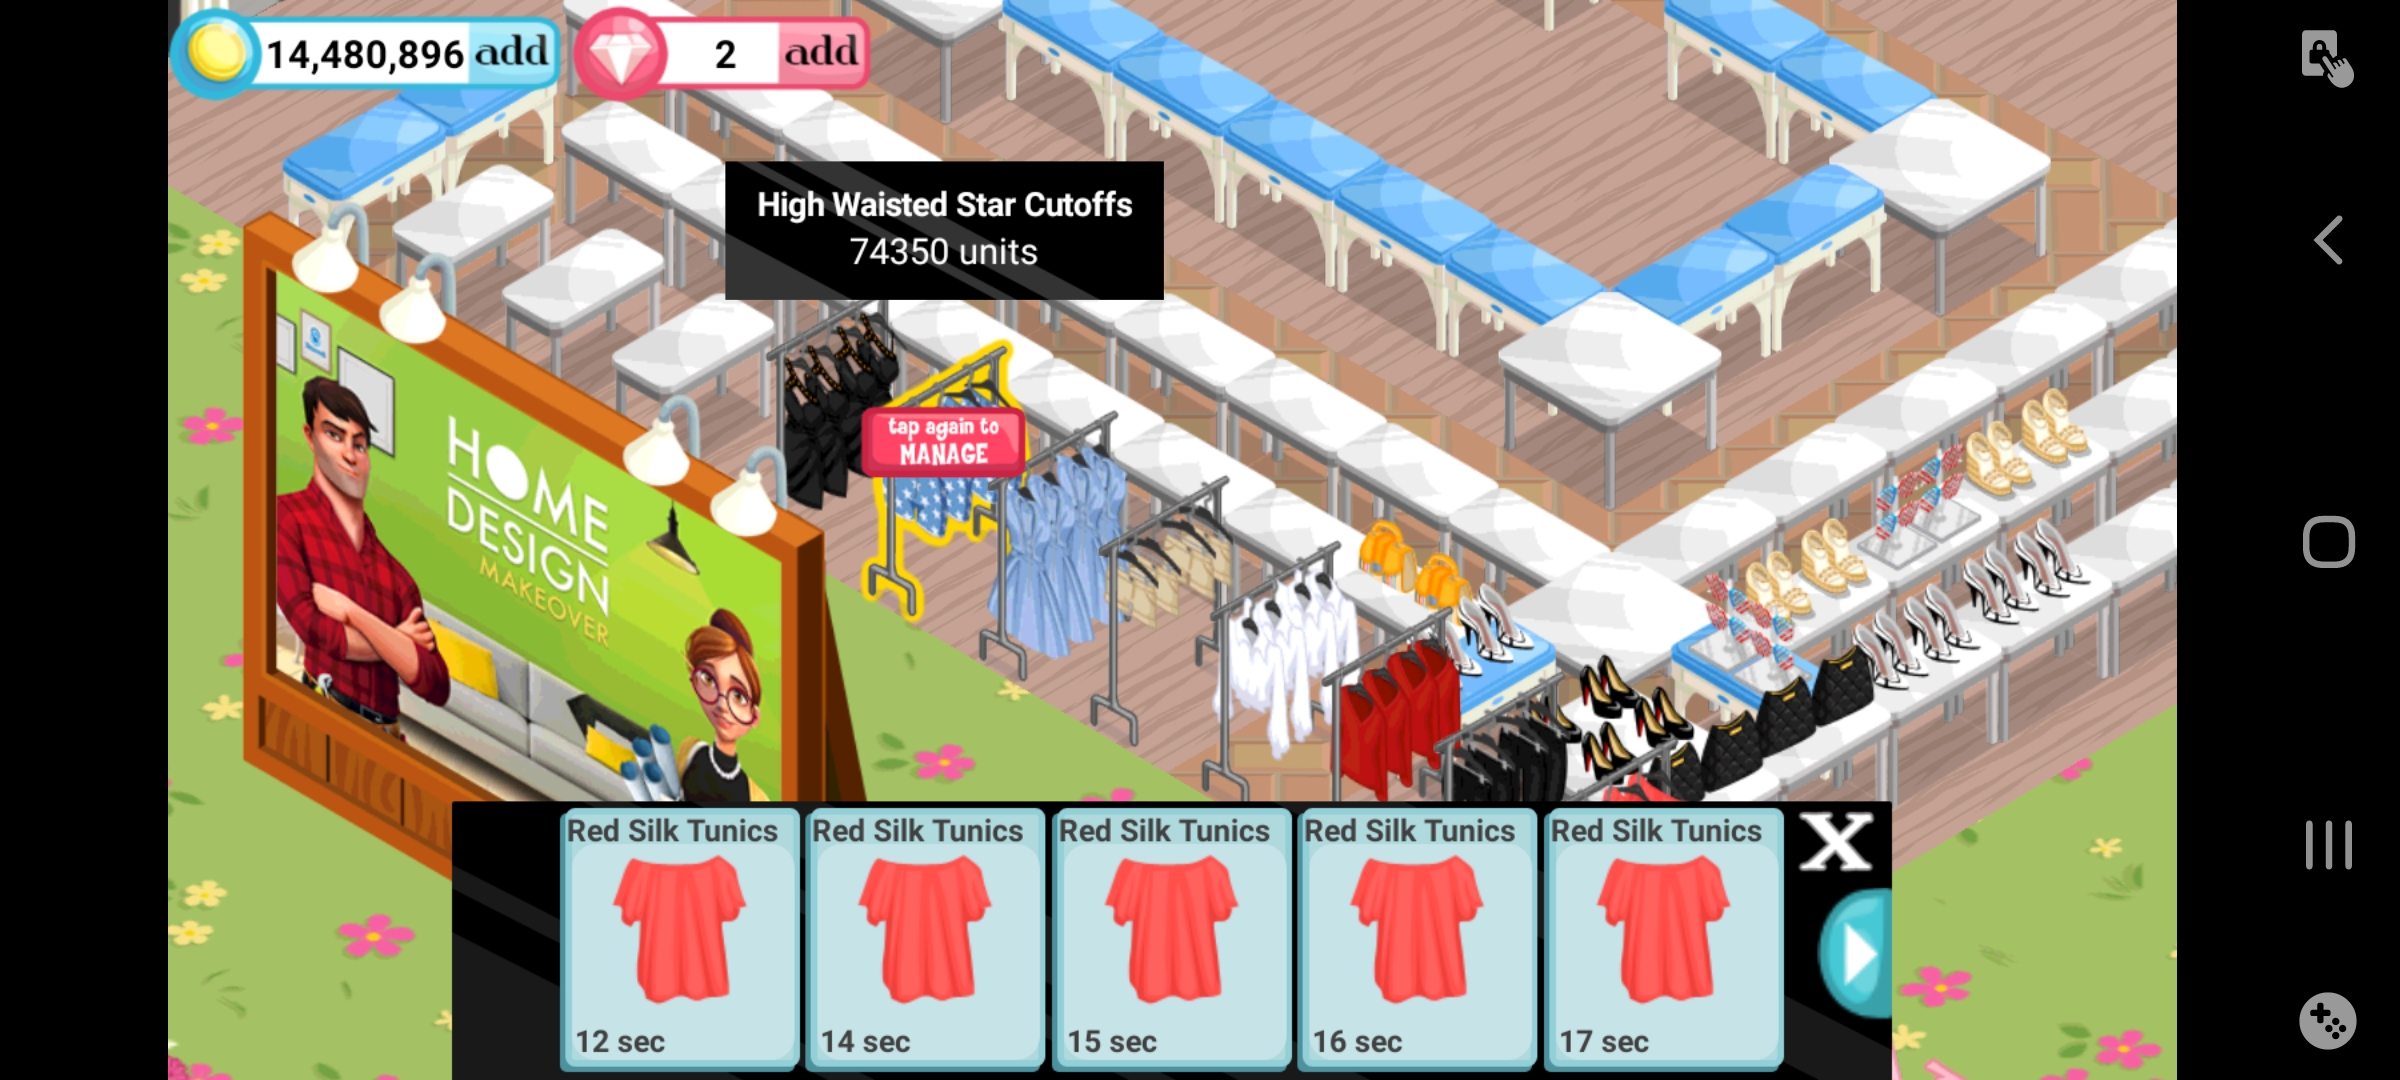 14,480,896 add
2 add
High Waisted Star Cutoffs
74350 units
tap again to
MANAGE
HOME
DESIGN
MAKEOVER
Red Silk Tunics
12 sec
Red Silk Tunics
14 sec
Red Silk Tunics
15 sec
Red Silk Tunics
16 sec
Red Silk Tunics
17 sec
X